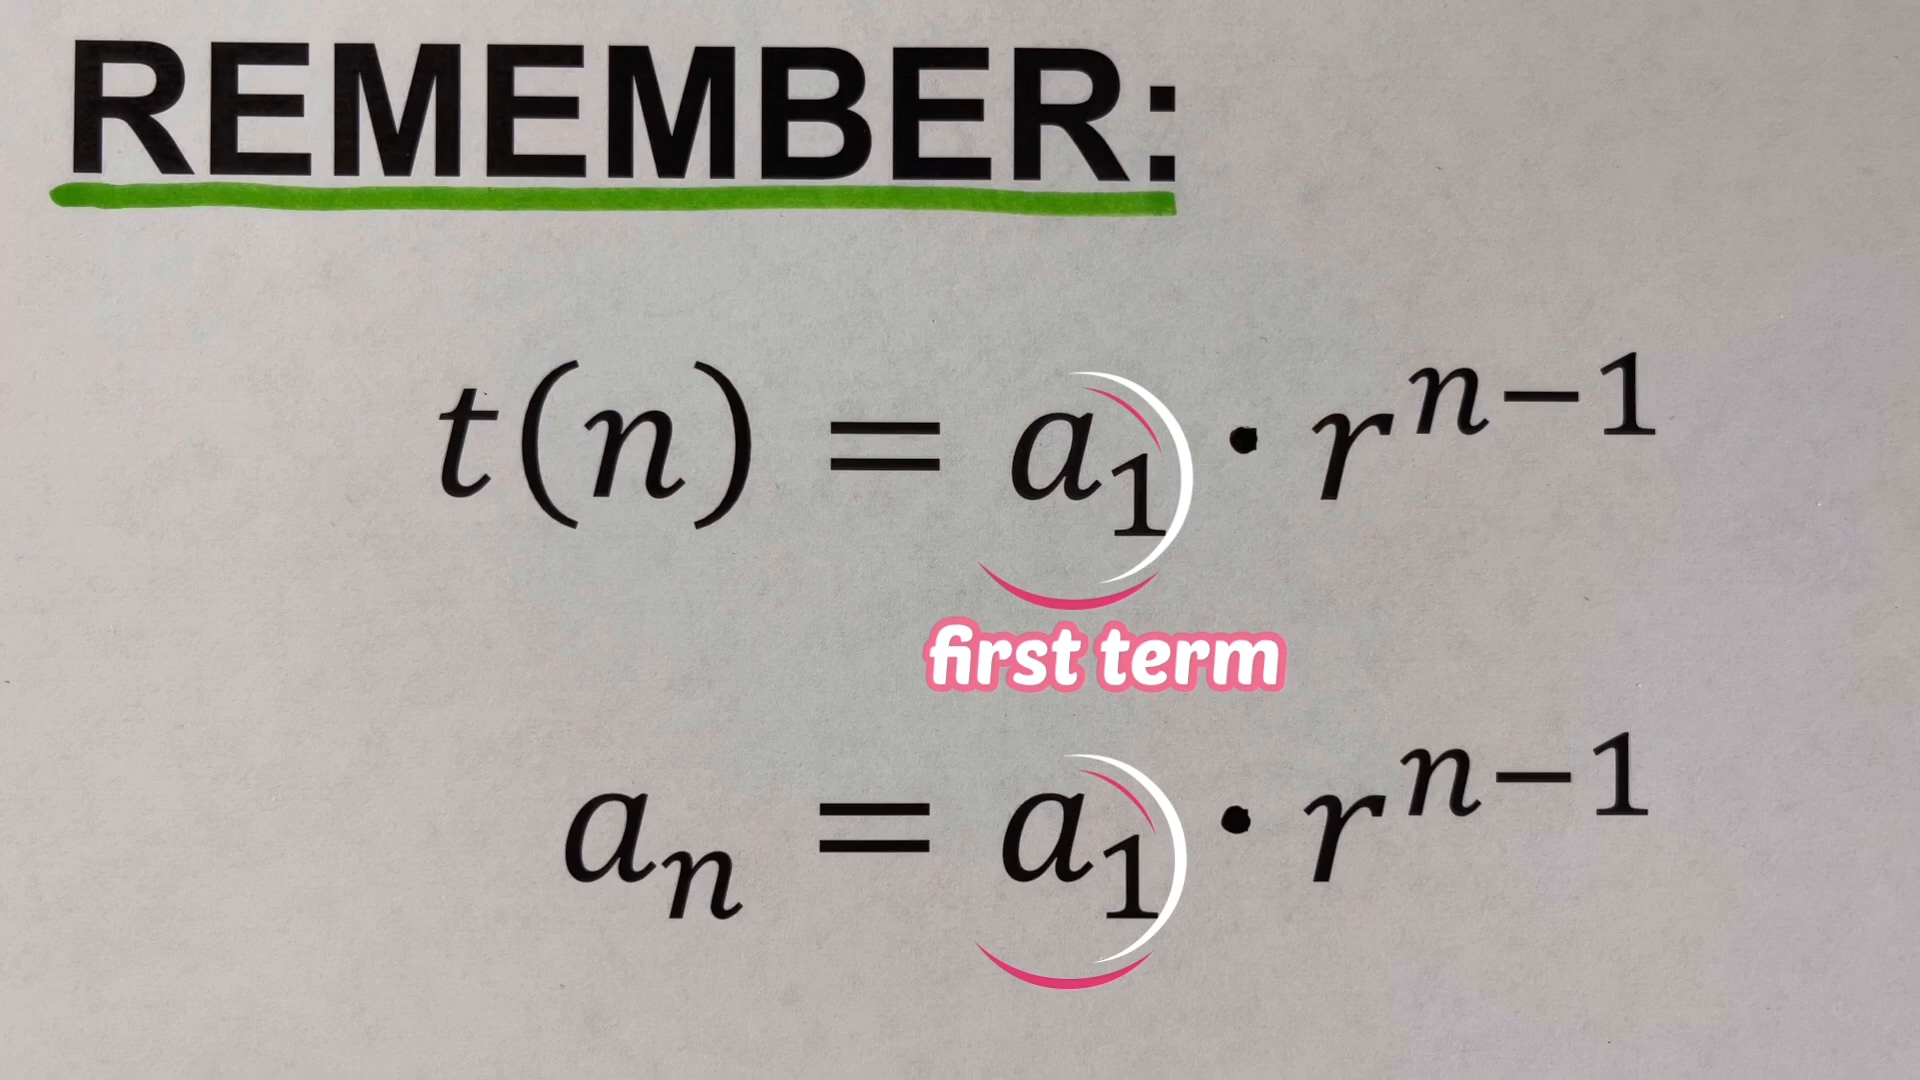 REMEMBER:
t(n) = a₁ · rⁿ⁻¹
first term
aₙ = a₁ · rⁿ⁻¹